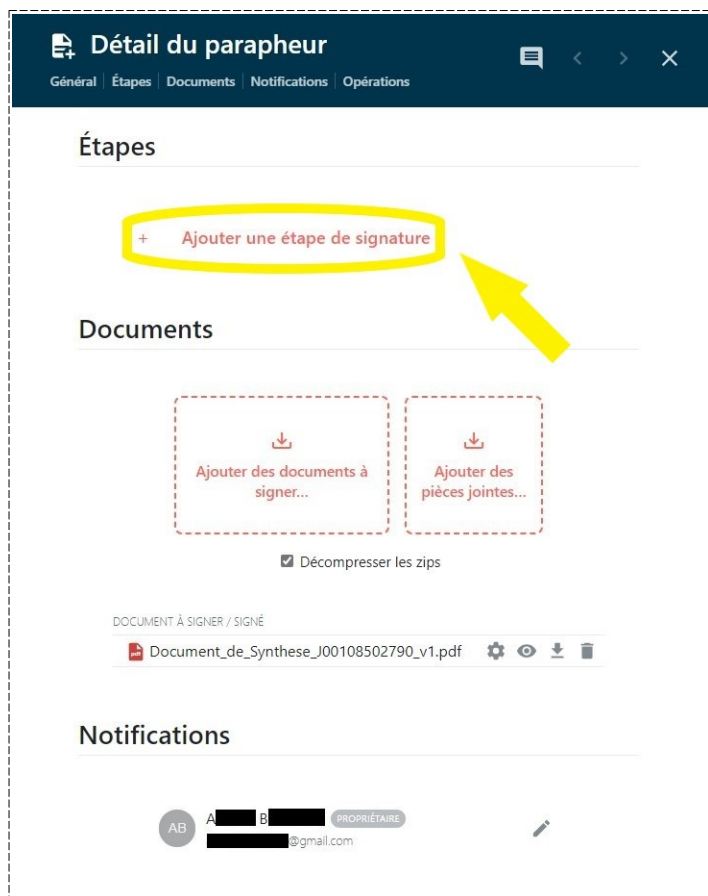 Détail du parapheur
Général Étapes Documents Notifications Opérations
Étapes
+ Ajouter une étape de signature
Documents
Ajouter des documents à
signer...
Ajouter des
pièces jointes...
Décompresser les zips
DOCUMENT À SIGNER / SIGNÉ
pdf Document_de_Synthese_J00108502790_v1.pdf
Notifications
AB
A B PROPRIÉTAIRE
@gmail.com